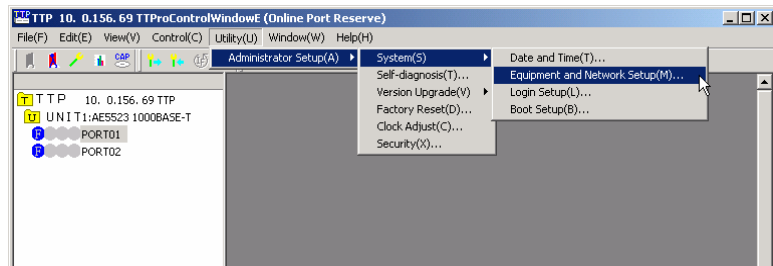 TTP 10. 0.156. 69 TTProControlWindowE (Online Port Reserve)
File(F) Edit(E) View(V) Control(C) Utility(U) Window(W) Help(H)
CAP
Administrator Setup(A)
System(S)
Self-diagnosis(T)...
Version Upgrade(V)
Factory Reset(D)...
Clock Adjust(C)...
Security(X)...
Date and Time(T)...
Equipment and Network Setup(M)...
Login Setup(L)...
Boot Setup(B)...
T TTP 10. 0.156. 69 TTP
U UNIT1:AE5523 1000BASE-T
F PORT01
F PORT02